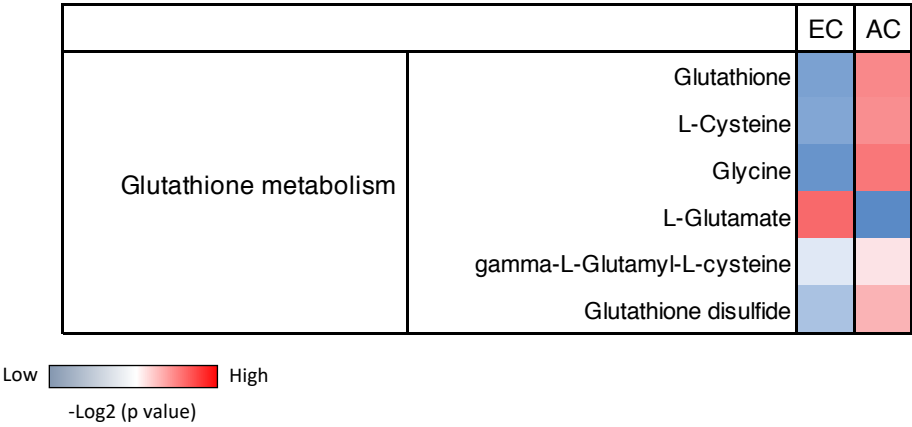 EC AC
Glutathione
L-Cysteine
Glycine
Glutathione metabolism
L-Glutamate
gamma-L-Glutamyl-L-cysteine
Glutathione disulfide
Low High
-Log2 (p value)